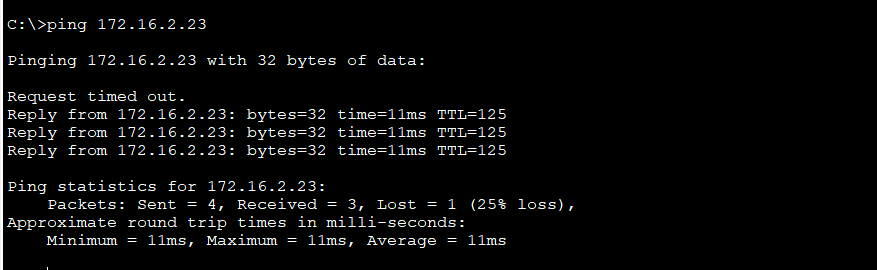 C:\>ping 172.16.2.23
Pinging 172.16.2.23 with 32 bytes of data:
Request timed out.
Reply from 172.16.2.23: bytes=32 time=11ms TTL=125
Reply from 172.16.2.23: bytes=32 time=11ms TTL=125
Reply from 172.16.2.23: bytes=32 time=11ms TTL=125
Ping statistics for 172.16.2.23:
    Packets: Sent = 4, Received = 3, Lost = 1 (25% loss),
Approximate round trip times in milli-seconds:
    Minimum = 11ms, Maximum = 11ms, Average = 11ms